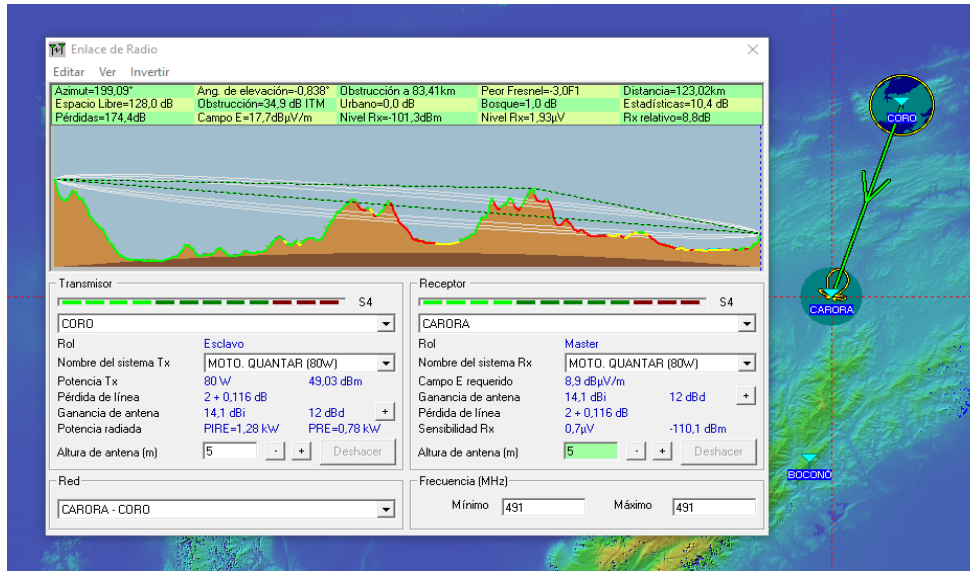 Enlace de Radio
Editar Ver Invertir
Azimut=199,09° Ang. de elevación=-0,838° Obstrucción a 83,41km Peor Fresnel=-3,0F1 Distancia=123,02km
Espacio Libre=128,0 dB Obstrucción=34,9 dB ITM Urbano=0,0 dB Bosque=1,0 dB Estadísticas=10,4 dB
Pérdidas=174,4dB Campo E=17,7dBµV/m Nivel Rx=-101,3dBm Nivel Rx=1,93µV Rx relativo=8,8dB
Transmisor
S4
CORO
Rol Esclavo
Nombre del sistema Tx MOTO. QUANTAR (80W)
Potencia Tx 80 W 49,03 dBm
Pérdida de línea 2 + 0,116 dB
Ganancia de antena 14,1 dBi 12 dBd +
Potencia radiada PIRE=1,28 kW PRE=0,78 kW
Altura de antena (m) 5 - + Deshacer
Red
CARORA - CORO
Receptor
S4
CARORA
Rol Master
Nombre del sistema Rx MOTO. QUANTAR (80W)
Campo E requerido 8,9 dBµV/m
Ganancia de antena 14,1 dBi 12 dBd +
Pérdida de línea 2 + 0,116 dB
Sensibilidad Rx 0,7µV -110,1 dBm
Altura de antena (m) 5 - + Deshacer
Frecuencia (MHz)
Mínimo 491 Máximo 491
CORO
CARORA
BOCONÓ